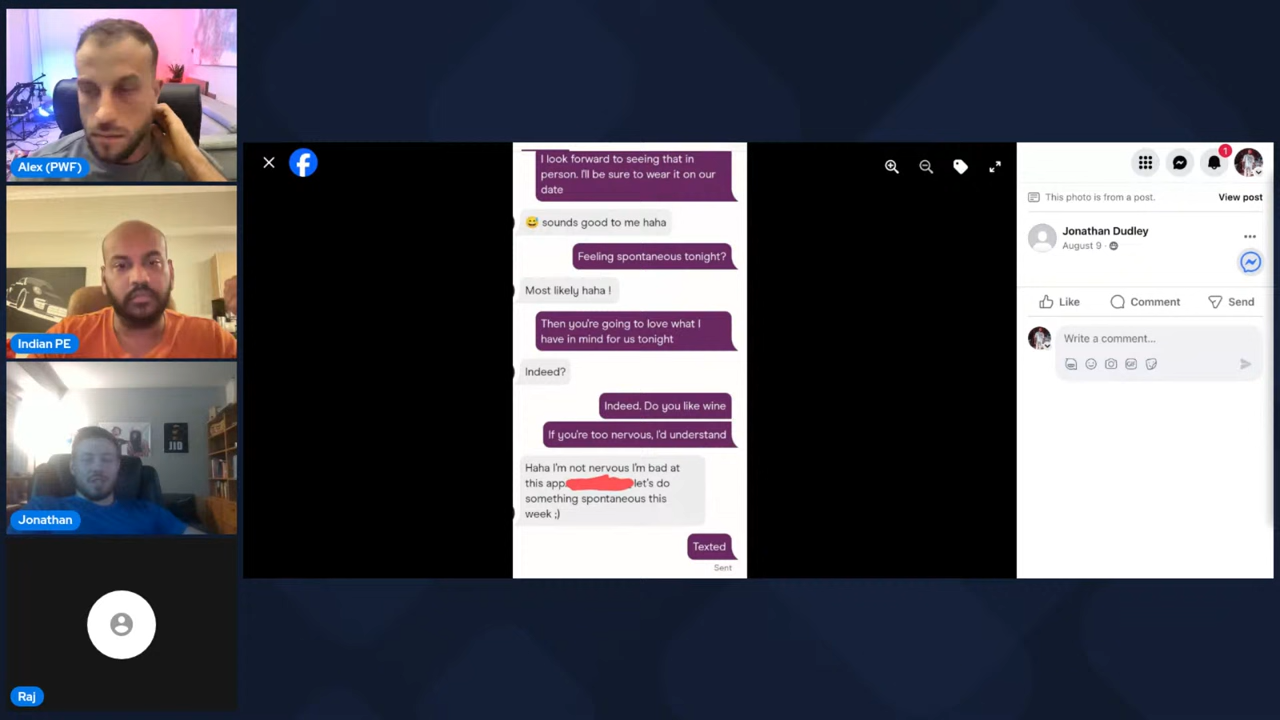 Alex (PWF)
Indian PE
Jonathan
Raj
I look forward to seeing that in
person. I'll be sure to wear it on our
date
😅 sounds good to me haha
Feeling spontaneous tonight?
Most likely haha !
Then you're going to love what I
have in mind for us tonight
Indeed?
Indeed. Do you like wine
If you're too nervous, I'd understand
Haha I'm not nervous I'm bad at
this app let's do
something spontaneous this
week ;)
Texted
Sent
1
This photo is from a post.
View post
Jonathan Dudley
August 9
Like
Comment
Send
Write a comment...
GIF